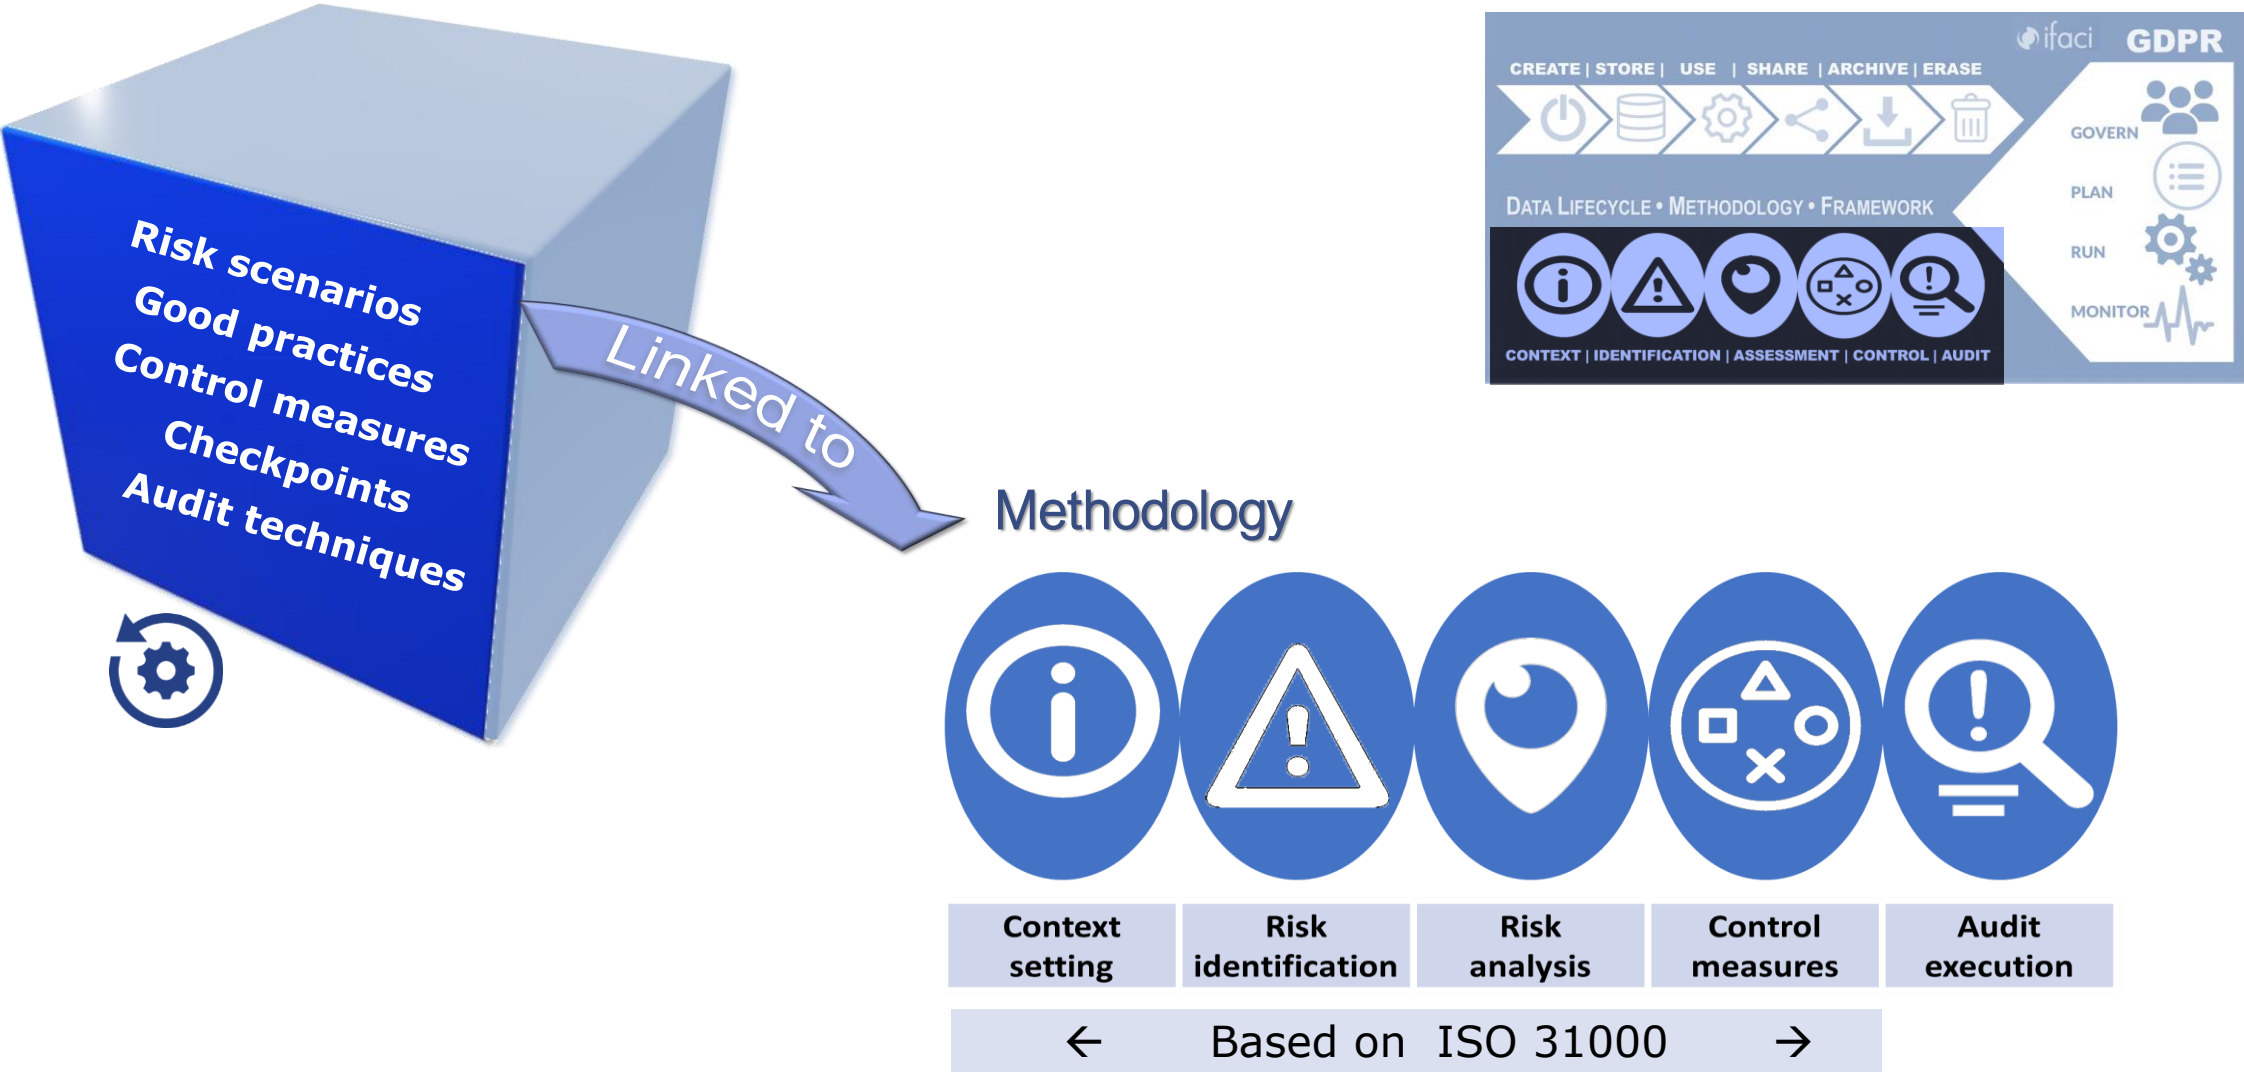 Risk scenarios
Good practices
Control measures
Checkpoints
Audit techniques
Linked to
ifaci GDPR
CREATE | STORE | USE | SHARE | ARCHIVE | ERASE
GOVERN
PLAN
RUN
MONITOR
DATA LIFECYCLE • METHODOLOGY • FRAMEWORK
CONTEXT | IDENTIFICATION | ASSESSMENT | CONTROL | AUDIT
Methodology
Context
setting
Risk
identification
Risk
analysis
Control
measures
Audit
execution
← Based on ISO 31000 →